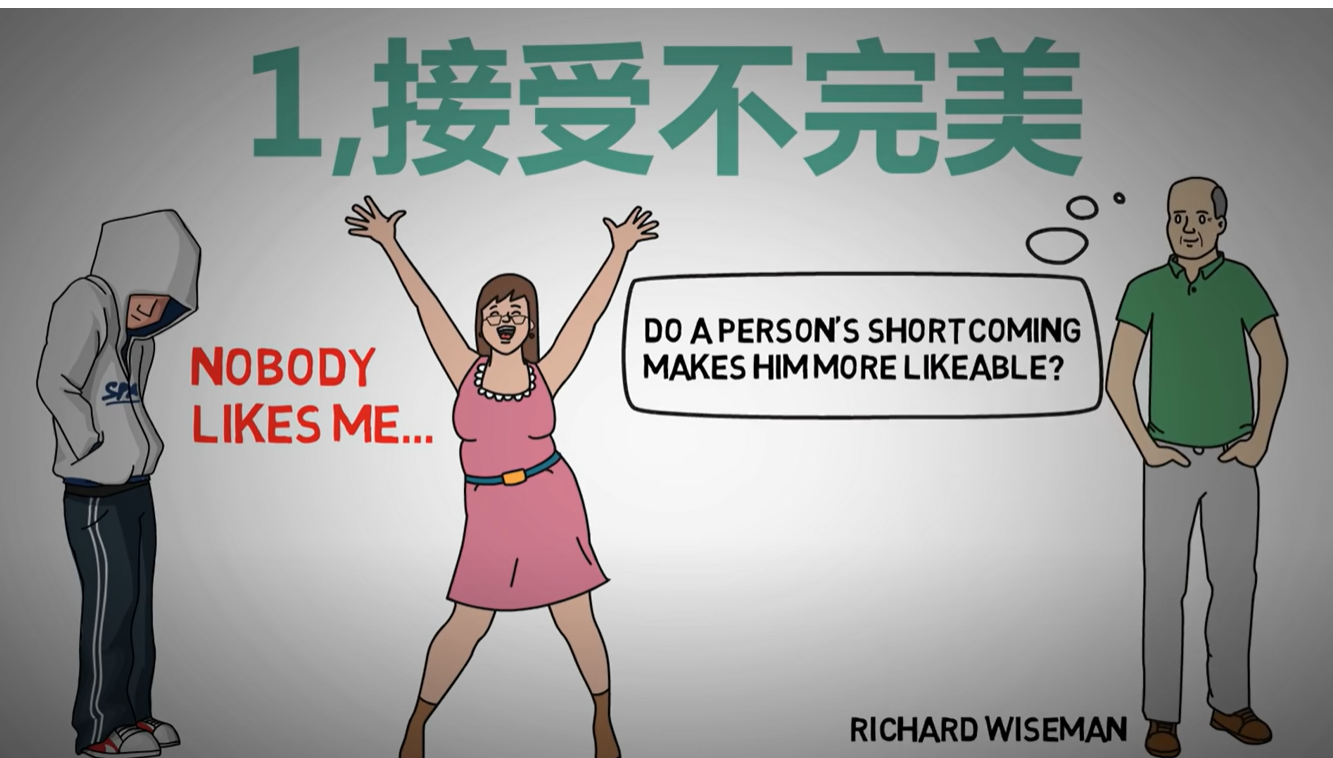 1,接受不完美
NOBODY
LIKES ME...
DO A PERSON'S SHORTCOMING
MAKES HIM MORE LIKEABLE?
RICHARD WISEMAN